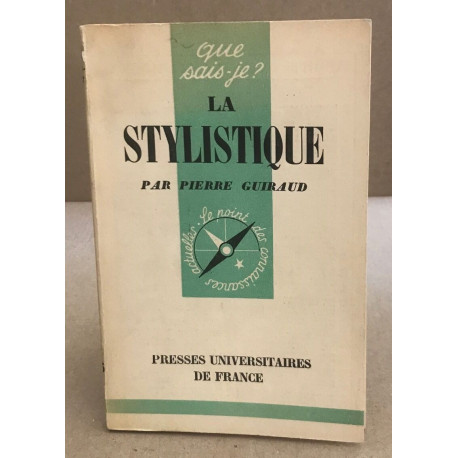 que
sais-je?
LA
STYLISTIQUE
PAR PIERRE GUIRAUD
Le point des connaissances actuelles
PRESSES UNIVERSITAIRES
DE FRANCE